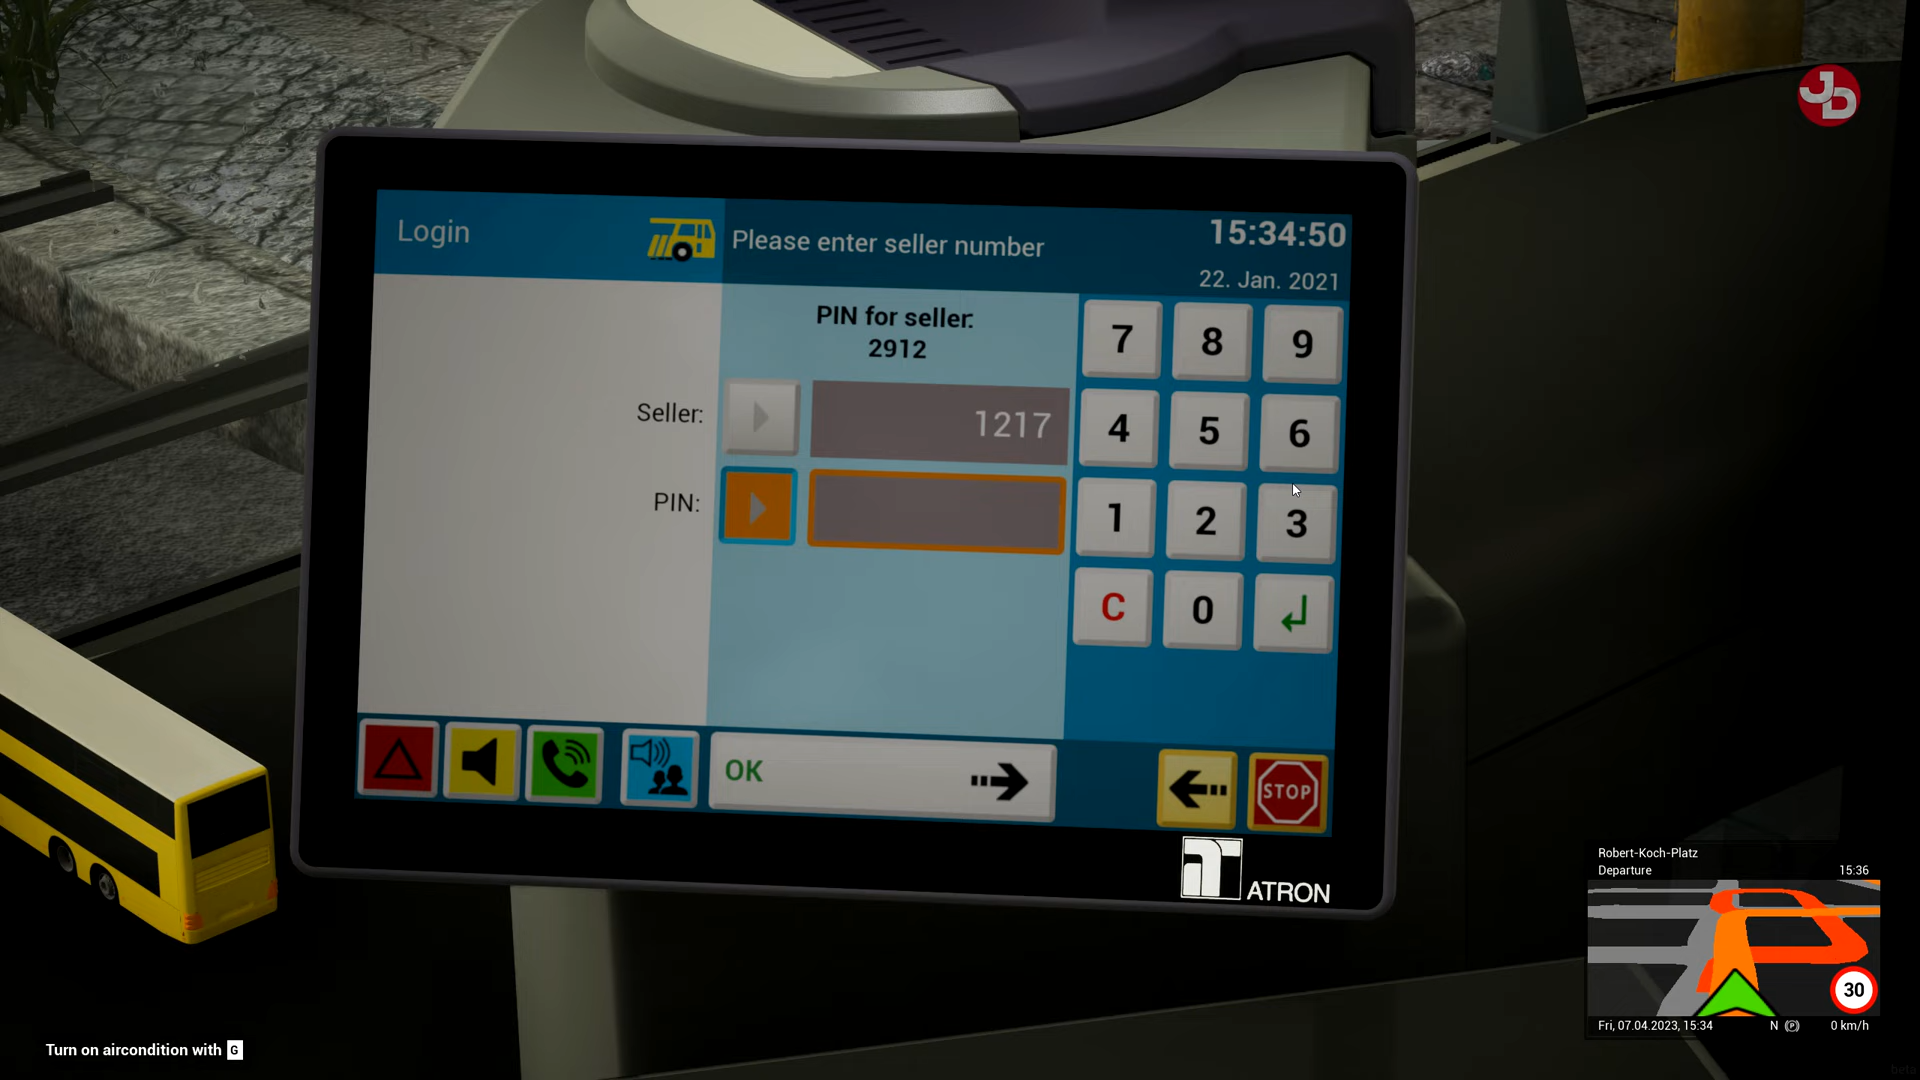 JD
Login
Please enter seller number
15:34:50
22. Jan. 2021
PIN for seller:
2912
Seller:
1217
PIN:
7 8 9
4 5 6
1 2 3
C 0
OK
STOP
ATRON
Robert-Koch-Platz
Departure 15:36
30
Fri, 07.04.2023, 15:34 N P 0 km/h
Turn on aircondition with G
beta